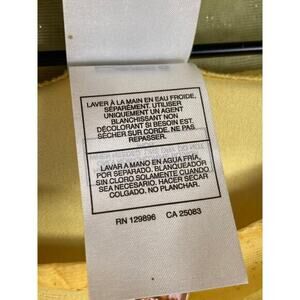 LAVER À LA MAIN EN EAU FROIDE,
SÉPARÉMENT. UTILISER
UNIQUEMENT UN AGENT
BLANCHISSANT NON
DÉCOLORANT SI BESOIN EST.
SÉCHER SUR CORDE. NE PAS
REPASSER.
LAVAR A MANO EN AGUA FRÍA,
POR SEPARADO. BLANQUEADOR
SIN CLORO SOLAMENTE CUANDO
SEA NECESARIO. HACER SECAR
COLGADO. NO PLANCHAR.
RN 129896 CA 25083